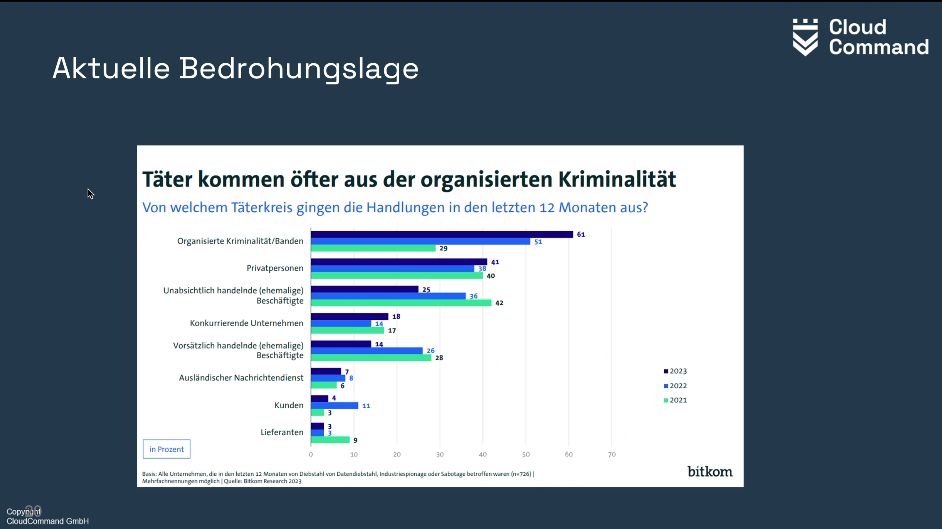 Cloud
Command
Aktuelle Bedrohungslage
Täter kommen öfter aus der organisierten Kriminalität
Von welchem Täterkreis gingen die Handlungen in den letzten 12 Monaten aus?
Organisierte Kriminalität/Banden
61
51
29
Privatpersonen
41
38
40
Unabsichtlich handelnde (ehemalige)
Beschäftigte
25
36
42
Konkurrierende Unternehmen
18
14
17
Vorsätzlich handelnde (ehemalige)
Beschäftigte
14
26
28
Ausländischer Nachrichtendienst
7
8
6
Kunden
4
11
3
Lieferanten
3
3
9
2023
2022
2021
0 10 20 30 40 50 60 70
in Prozent
Basis: Alle Unternehmen, die in den letzten 12 Monaten von Diebstahl von Datendiebstahl, Industriespionage oder Sabotage betroffen waren (n=726) |
Mehrfachnennungen möglich | Quelle: Bitkom Research 2023
bitkom
Copyright
CloudCommand GmbH